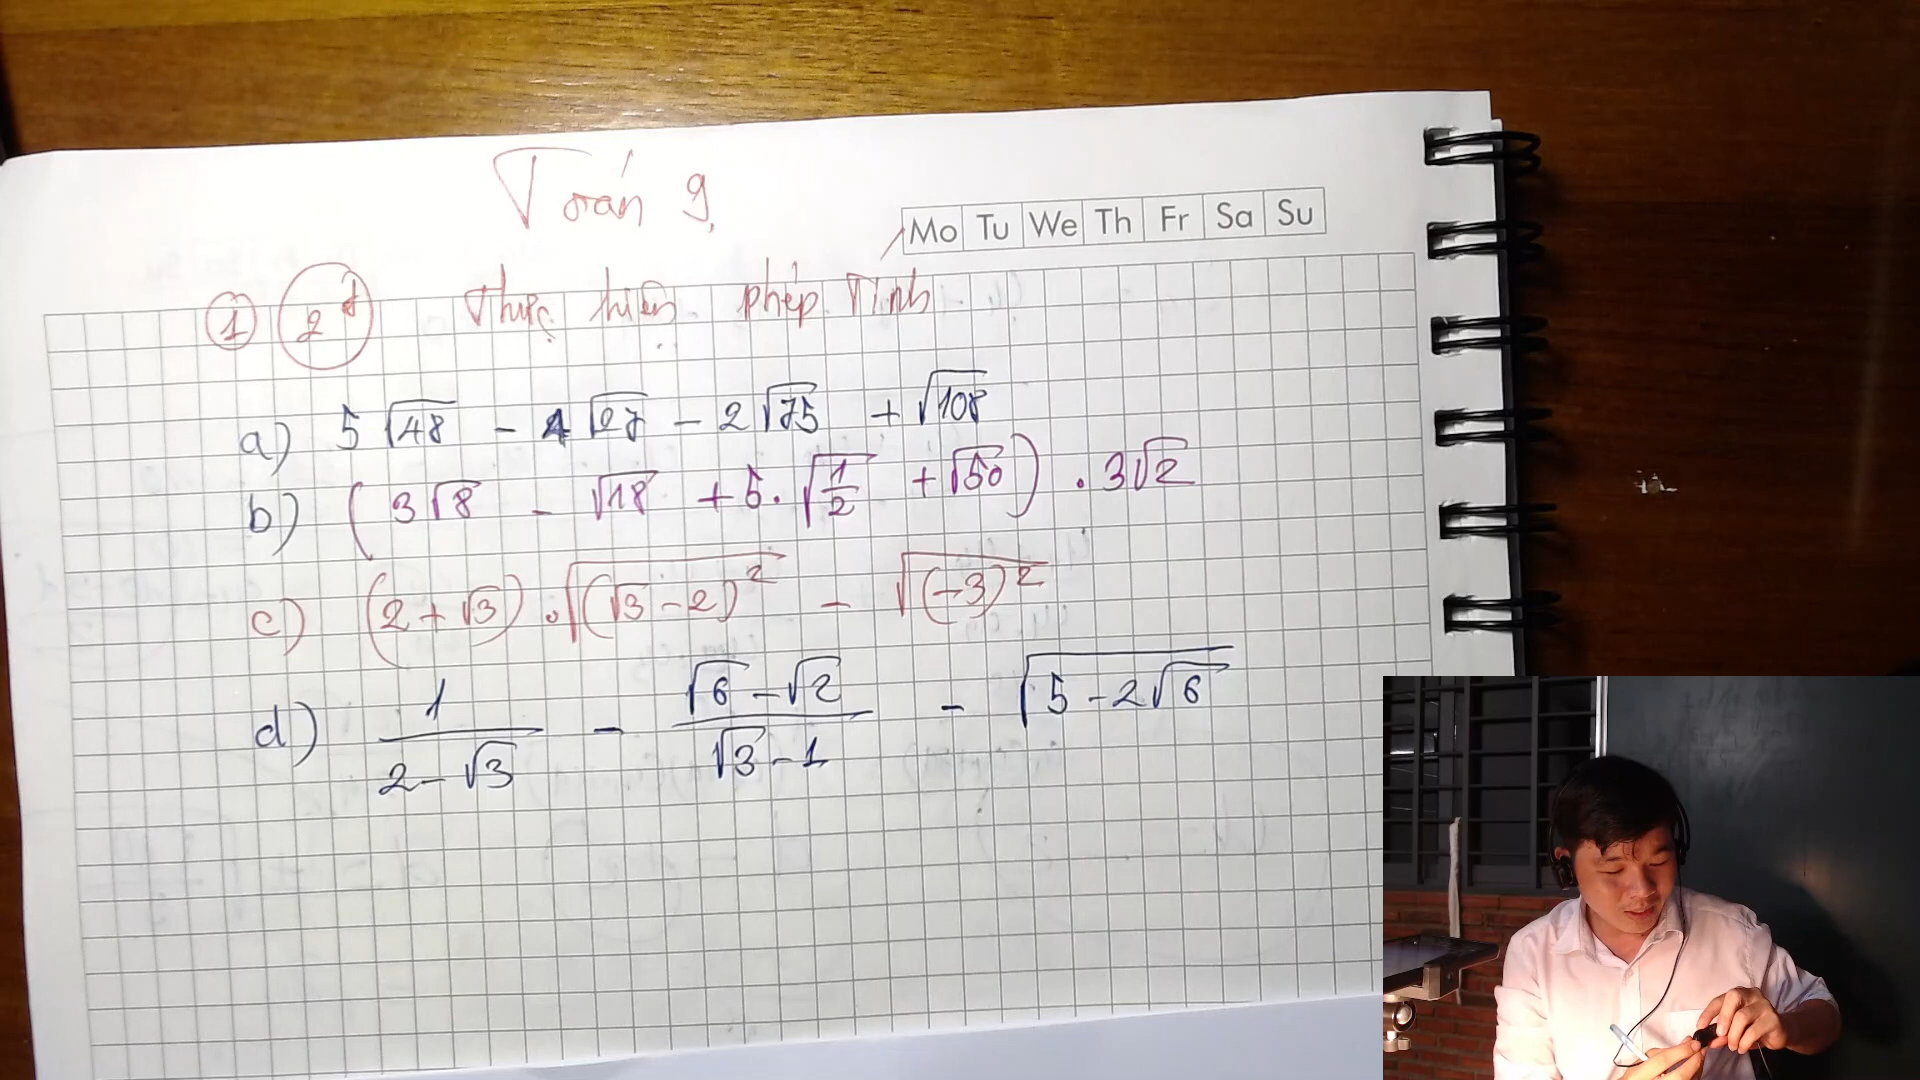 Toán 9.
Mo Tu We Th Fr Sa Su
① 2đ Thực hiện phép tính
a) 5√48 - 4√27 - 2√75 + √108
b) (3√8 - √18 + 5.√(1/2) + √50) . 3√2
c) (2 + √3).√((√3 - 2)²) - √((-3)²)
d) 1/(2 - √3) - (√6 - √2)/(√3 - 1) - √(5 - 2√6)